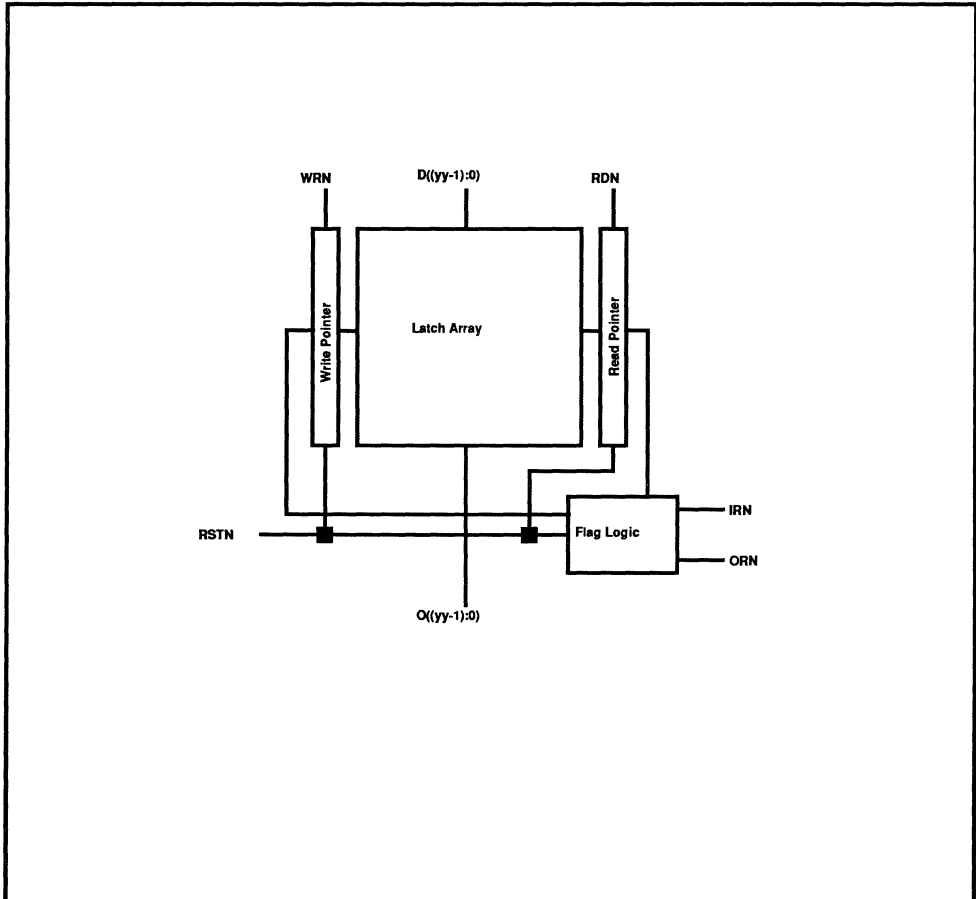 WRN
D((yy-1):0)
RDN
Write Pointer
Latch Array
Read Pointer
IRN
RSTN
Flag Logic
ORN
O((yy-1):0)